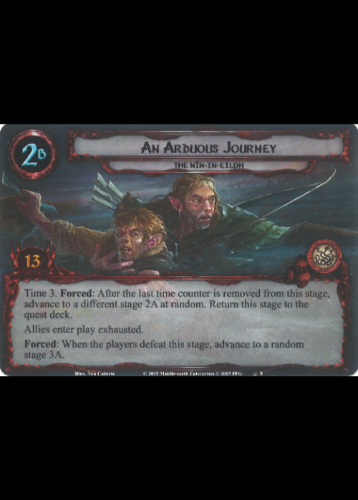 2B
AN ARDUOUS JOURNEY
THE NÎN-IN-EILPH
13
Time 3. Forced: After the last time counter is removed from this stage,
advance to a different stage 2A at random. Return this stage to the
quest deck.
Allies enter play exhausted.
Forced: When the players defeat this stage, advance to a random
stage 3A.